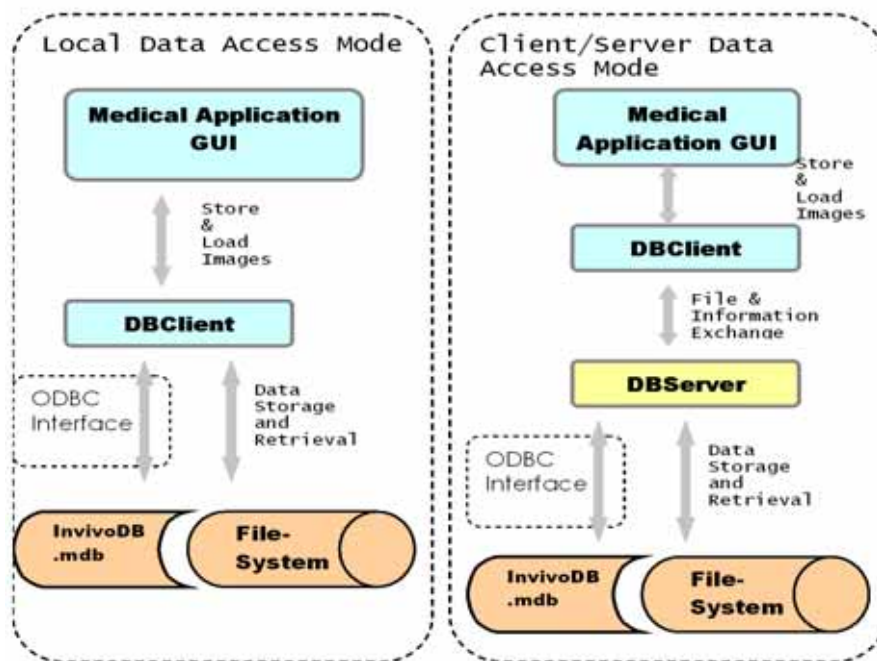 Local Data Access Mode
Medical Application
GUI
Store
&
Load
Images
DBClient
ODBC
Interface
Data
Storage
and
Retrieval
InvivoDB
.mdb
File-
System
Client/Server Data
Access Mode
Medical
Application GUI
Store
&
Load
Images
DBClient
File &
Information
Exchange
DBServer
ODBC
Interface
Data
Storage
and
Retrieval
InvivoDB
.mdb
File-
System